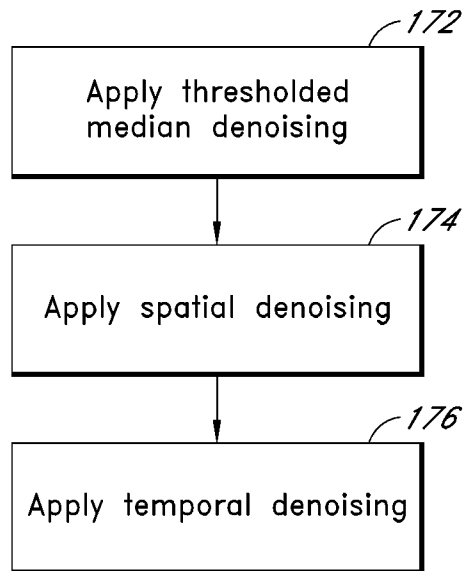 172
Apply thresholded
median denoising
174
Apply spatial denoising
176
Apply temporal denoising